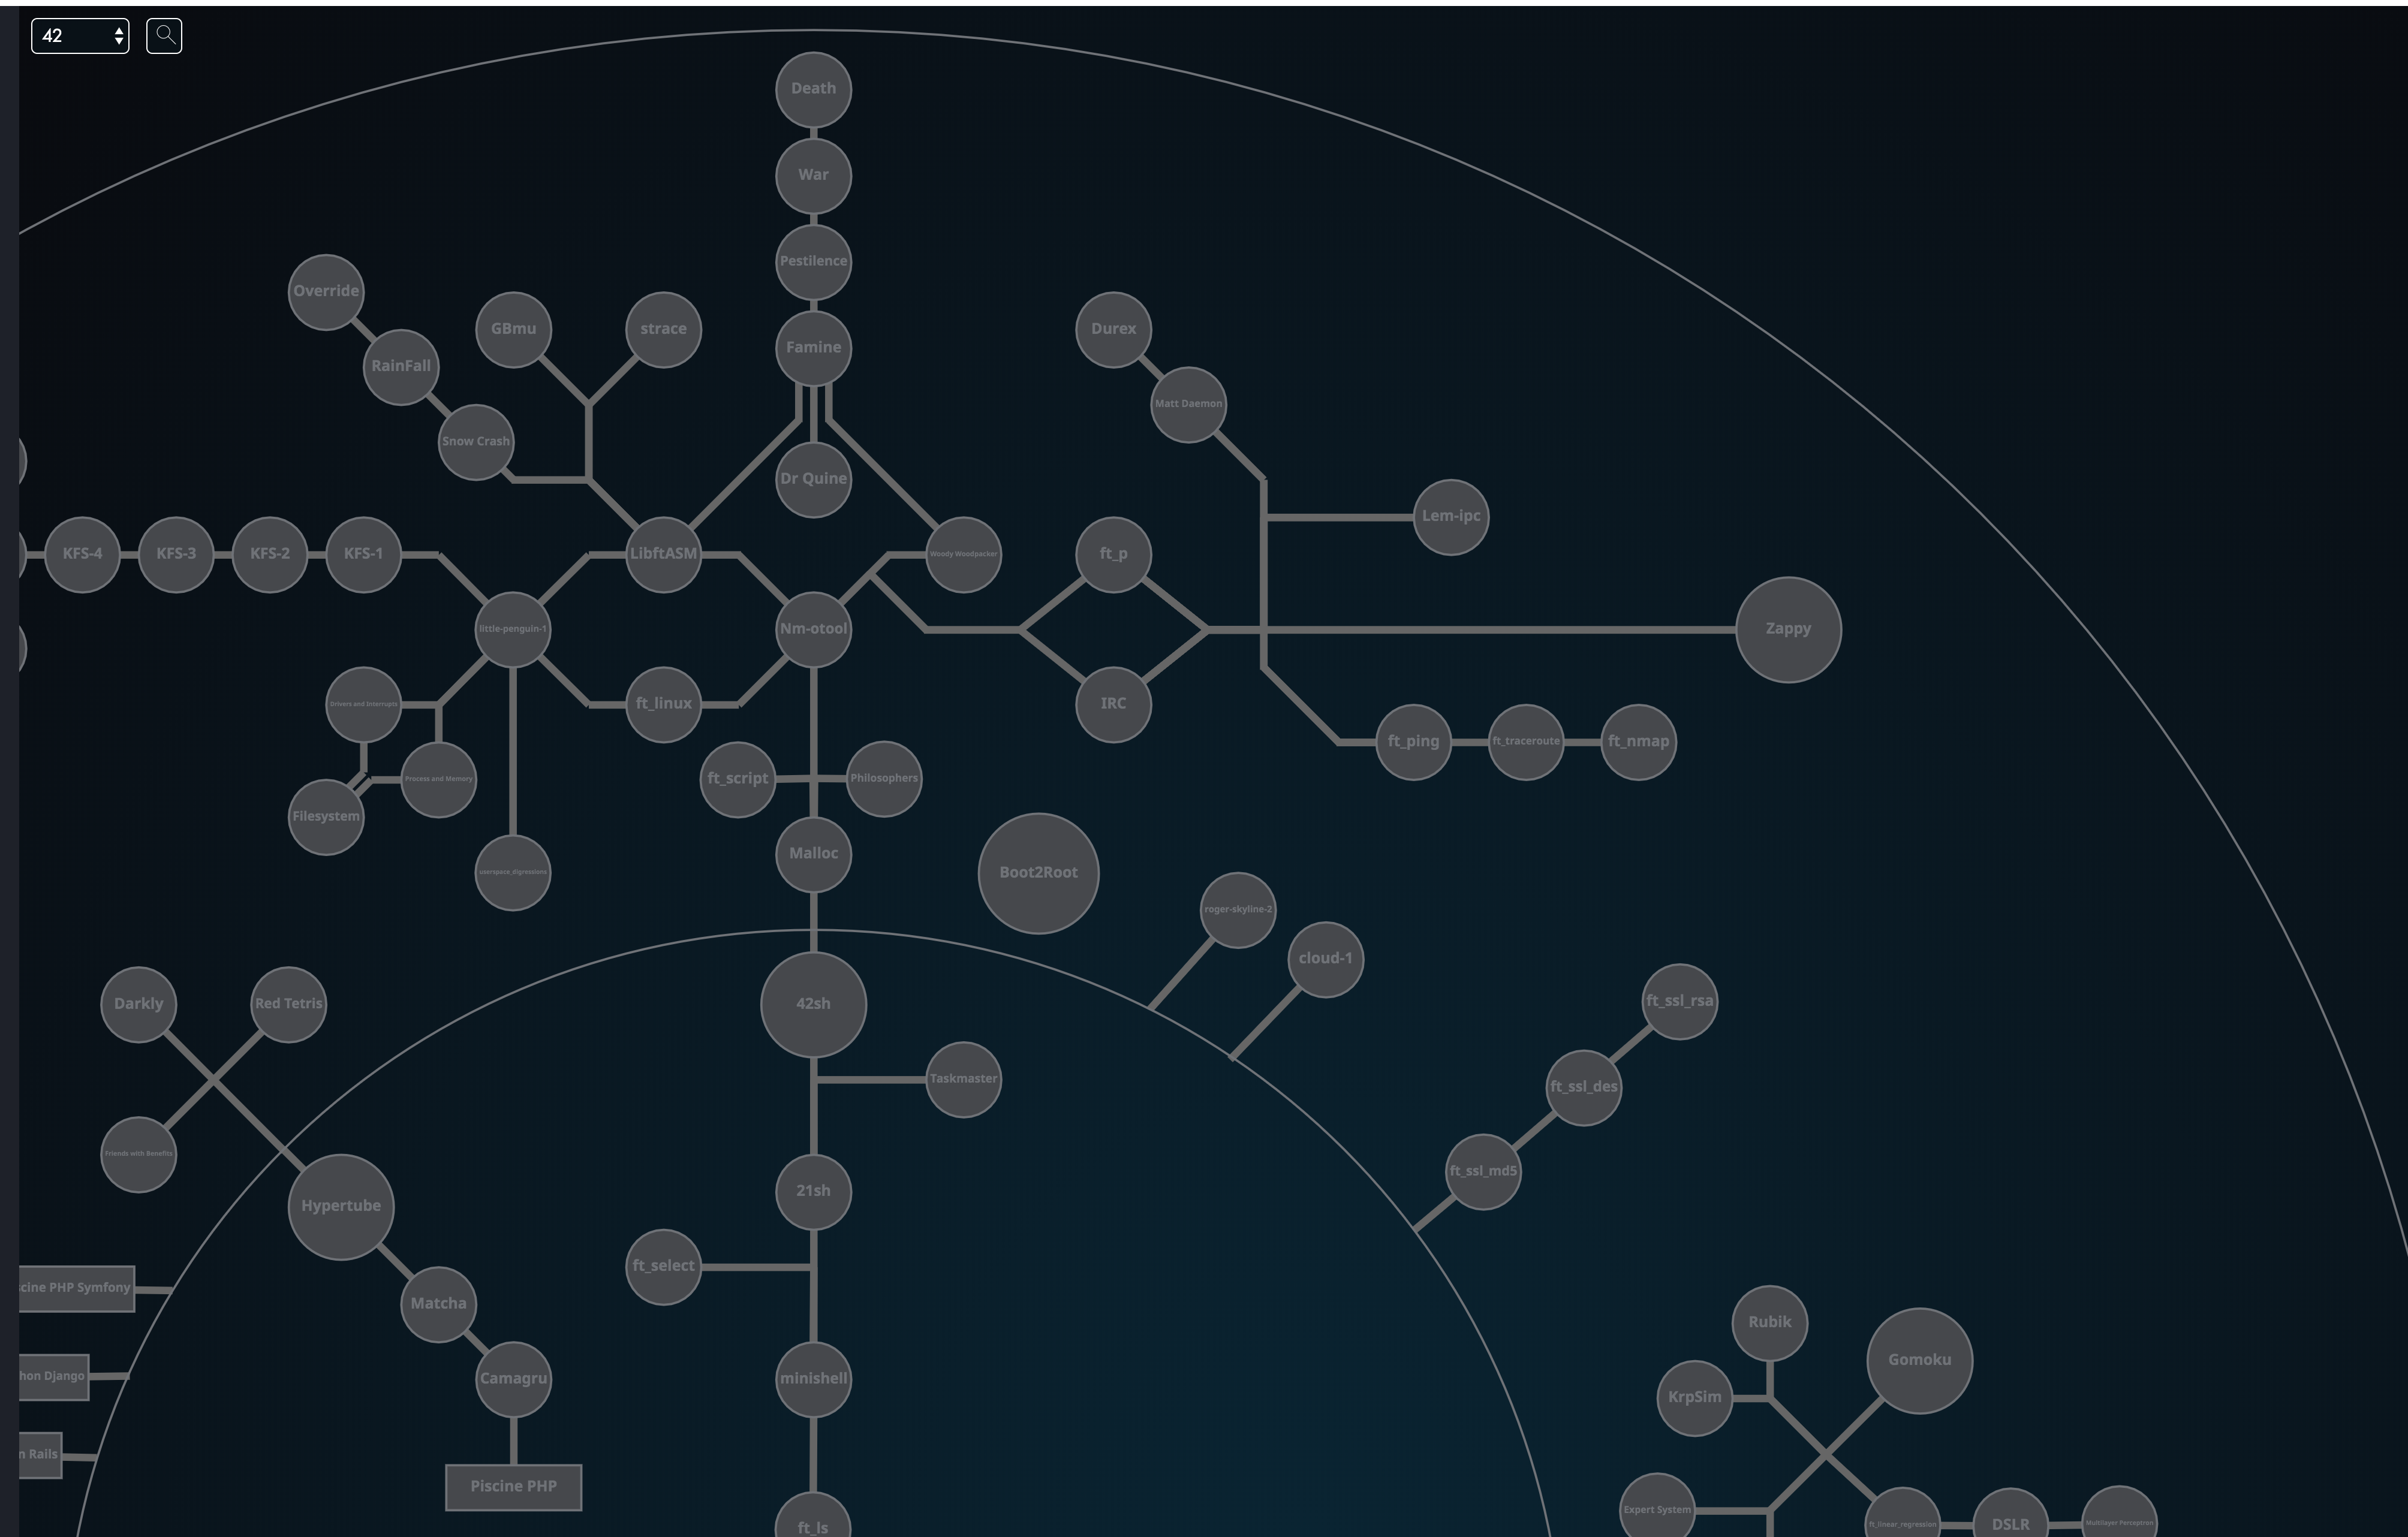 42
Death
War
Pestilence
Override
GBmu
strace
Famine
Durex
RainFall
Matt Daemon
Snow Crash
Dr Quine
Lem-ipc
KFS-4
KFS-3
KFS-2
KFS-1
LibftASM
Woody Woodpacker
ft_p
little-penguin-1
Nm-otool
Zappy
Drivers and Interrupts
ft_linux
IRC
ft_ping
ft_traceroute
ft_nmap
Process and Memory
ft_script
Philosophers
Filesystem
Malloc
userspace_digressions
Boot2Root
roger-skyline-2
cloud-1
Darkly
Red Tetris
42sh
ft_ssl_rsa
Taskmaster
ft_ssl_des
Friends with Benefits
ft_ssl_md5
Hypertube
21sh
ft_select
cine PHP Symfony
Matcha
Rubik
Gomoku
hon Django
Camagru
minishell
KrpSim
n Rails
Piscine PHP
Expert System
ft_ls
ft_linear_regression
DSLR
Multilayer Perceptron